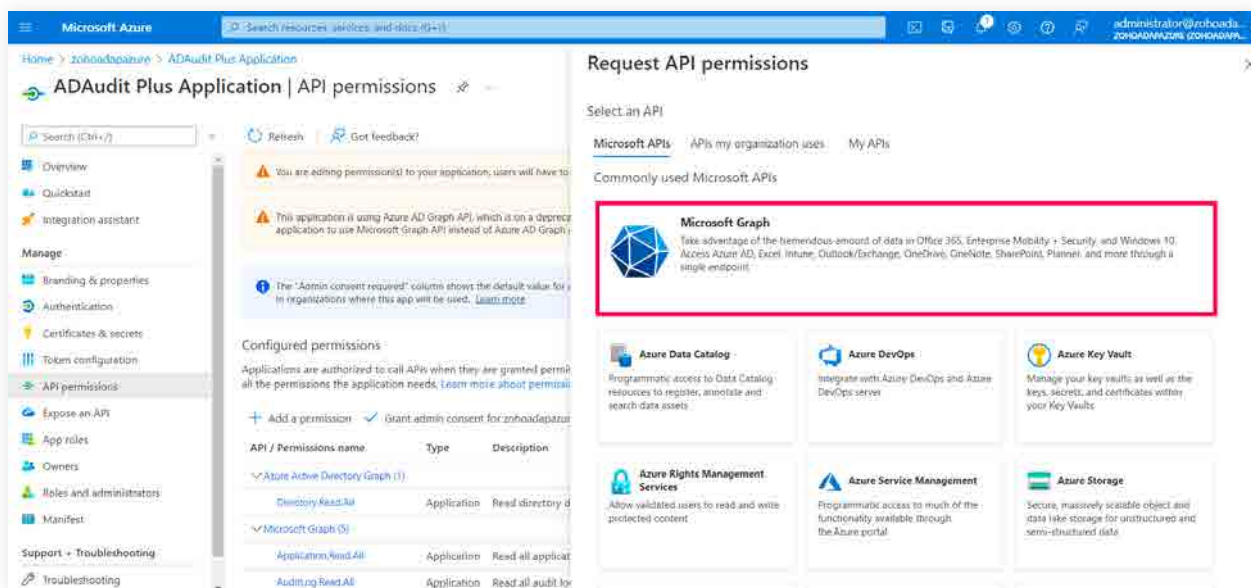 Microsoft Azure
Search resources, services, and docs (G+/)
1
administrator@zohoada...
ZOHOADAPAZURE (ZOHOADAPA...
Home > zohoadapazure > ADAudit Plus Application
ADAudit Plus Application | API permissions
Search (Ctrl+/)
Overview
Quickstart
Integration assistant
Manage
Branding & properties
Authentication
Certificates & secrets
Token configuration
API permissions
Expose an API
App roles
Owners
Roles and administrators
Manifest
Support + Troubleshooting
Troubleshooting
Refresh
Got feedback?
You are editing permission(s) to your application, users will have to
This application is using Azure AD Graph API, which is on a depreca
application to use Microsoft Graph API instead of Azure AD Graph
The "Admin consent required" column shows the default value for
in organizations where this app will be used. Learn more
Configured permissions
Applications are authorized to call APIs when they are granted permi
all the permissions the application needs. Learn more about permissi
Add a permission
Grant admin consent for zohoadapazur
API / Permissions name Type Description
Azure Active Directory Graph (1)
Directory.Read.All Application Read directory d
Microsoft Graph (5)
Application.Read.All Application Read all applicat
AuditLog.Read.All Application Read all audit lo
Request API permissions
Select an API
Microsoft APIs APIs my organization uses My APIs
Commonly used Microsoft APIs
Microsoft Graph
Take advantage of the tremendous amount of data in Office 365, Enterprise Mobility + Security, and Windows 10.
Access Azure AD, Excel, Intune, Outlook/Exchange, OneDrive, OneNote, SharePoint, Planner, and more through a
single endpoint.
Azure Data Catalog
Programmatic access to Data Catalog
resources to register, annotate and
search data assets
Azure DevOps
Integrate with Azure DevOps and Azure
DevOps server
Azure Key Vault
Manage your key vaults as well as the
keys, secrets, and certificates within
your Key Vaults
Azure Rights Management
Services
Allow validated users to read and write
protected content
Azure Service Management
Programmatic access to much of the
functionality available through
the Azure portal
Azure Storage
Secure, massively scalable object and
data lake storage for unstructured and
semi-structured data